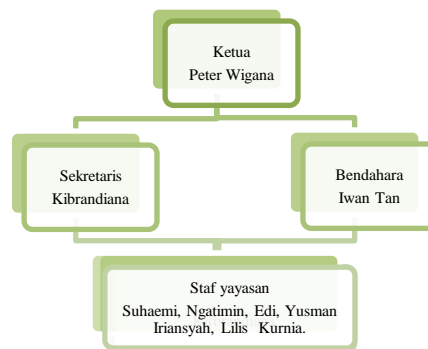 Ketua
Peter Wigana
Sekretaris
Kibrandiana
Bendahara
Iwan Tan
Staf yayasan
Suhaemi, Ngatimin, Edi, Yusman
Iriansyah, Lilis Kurnia.